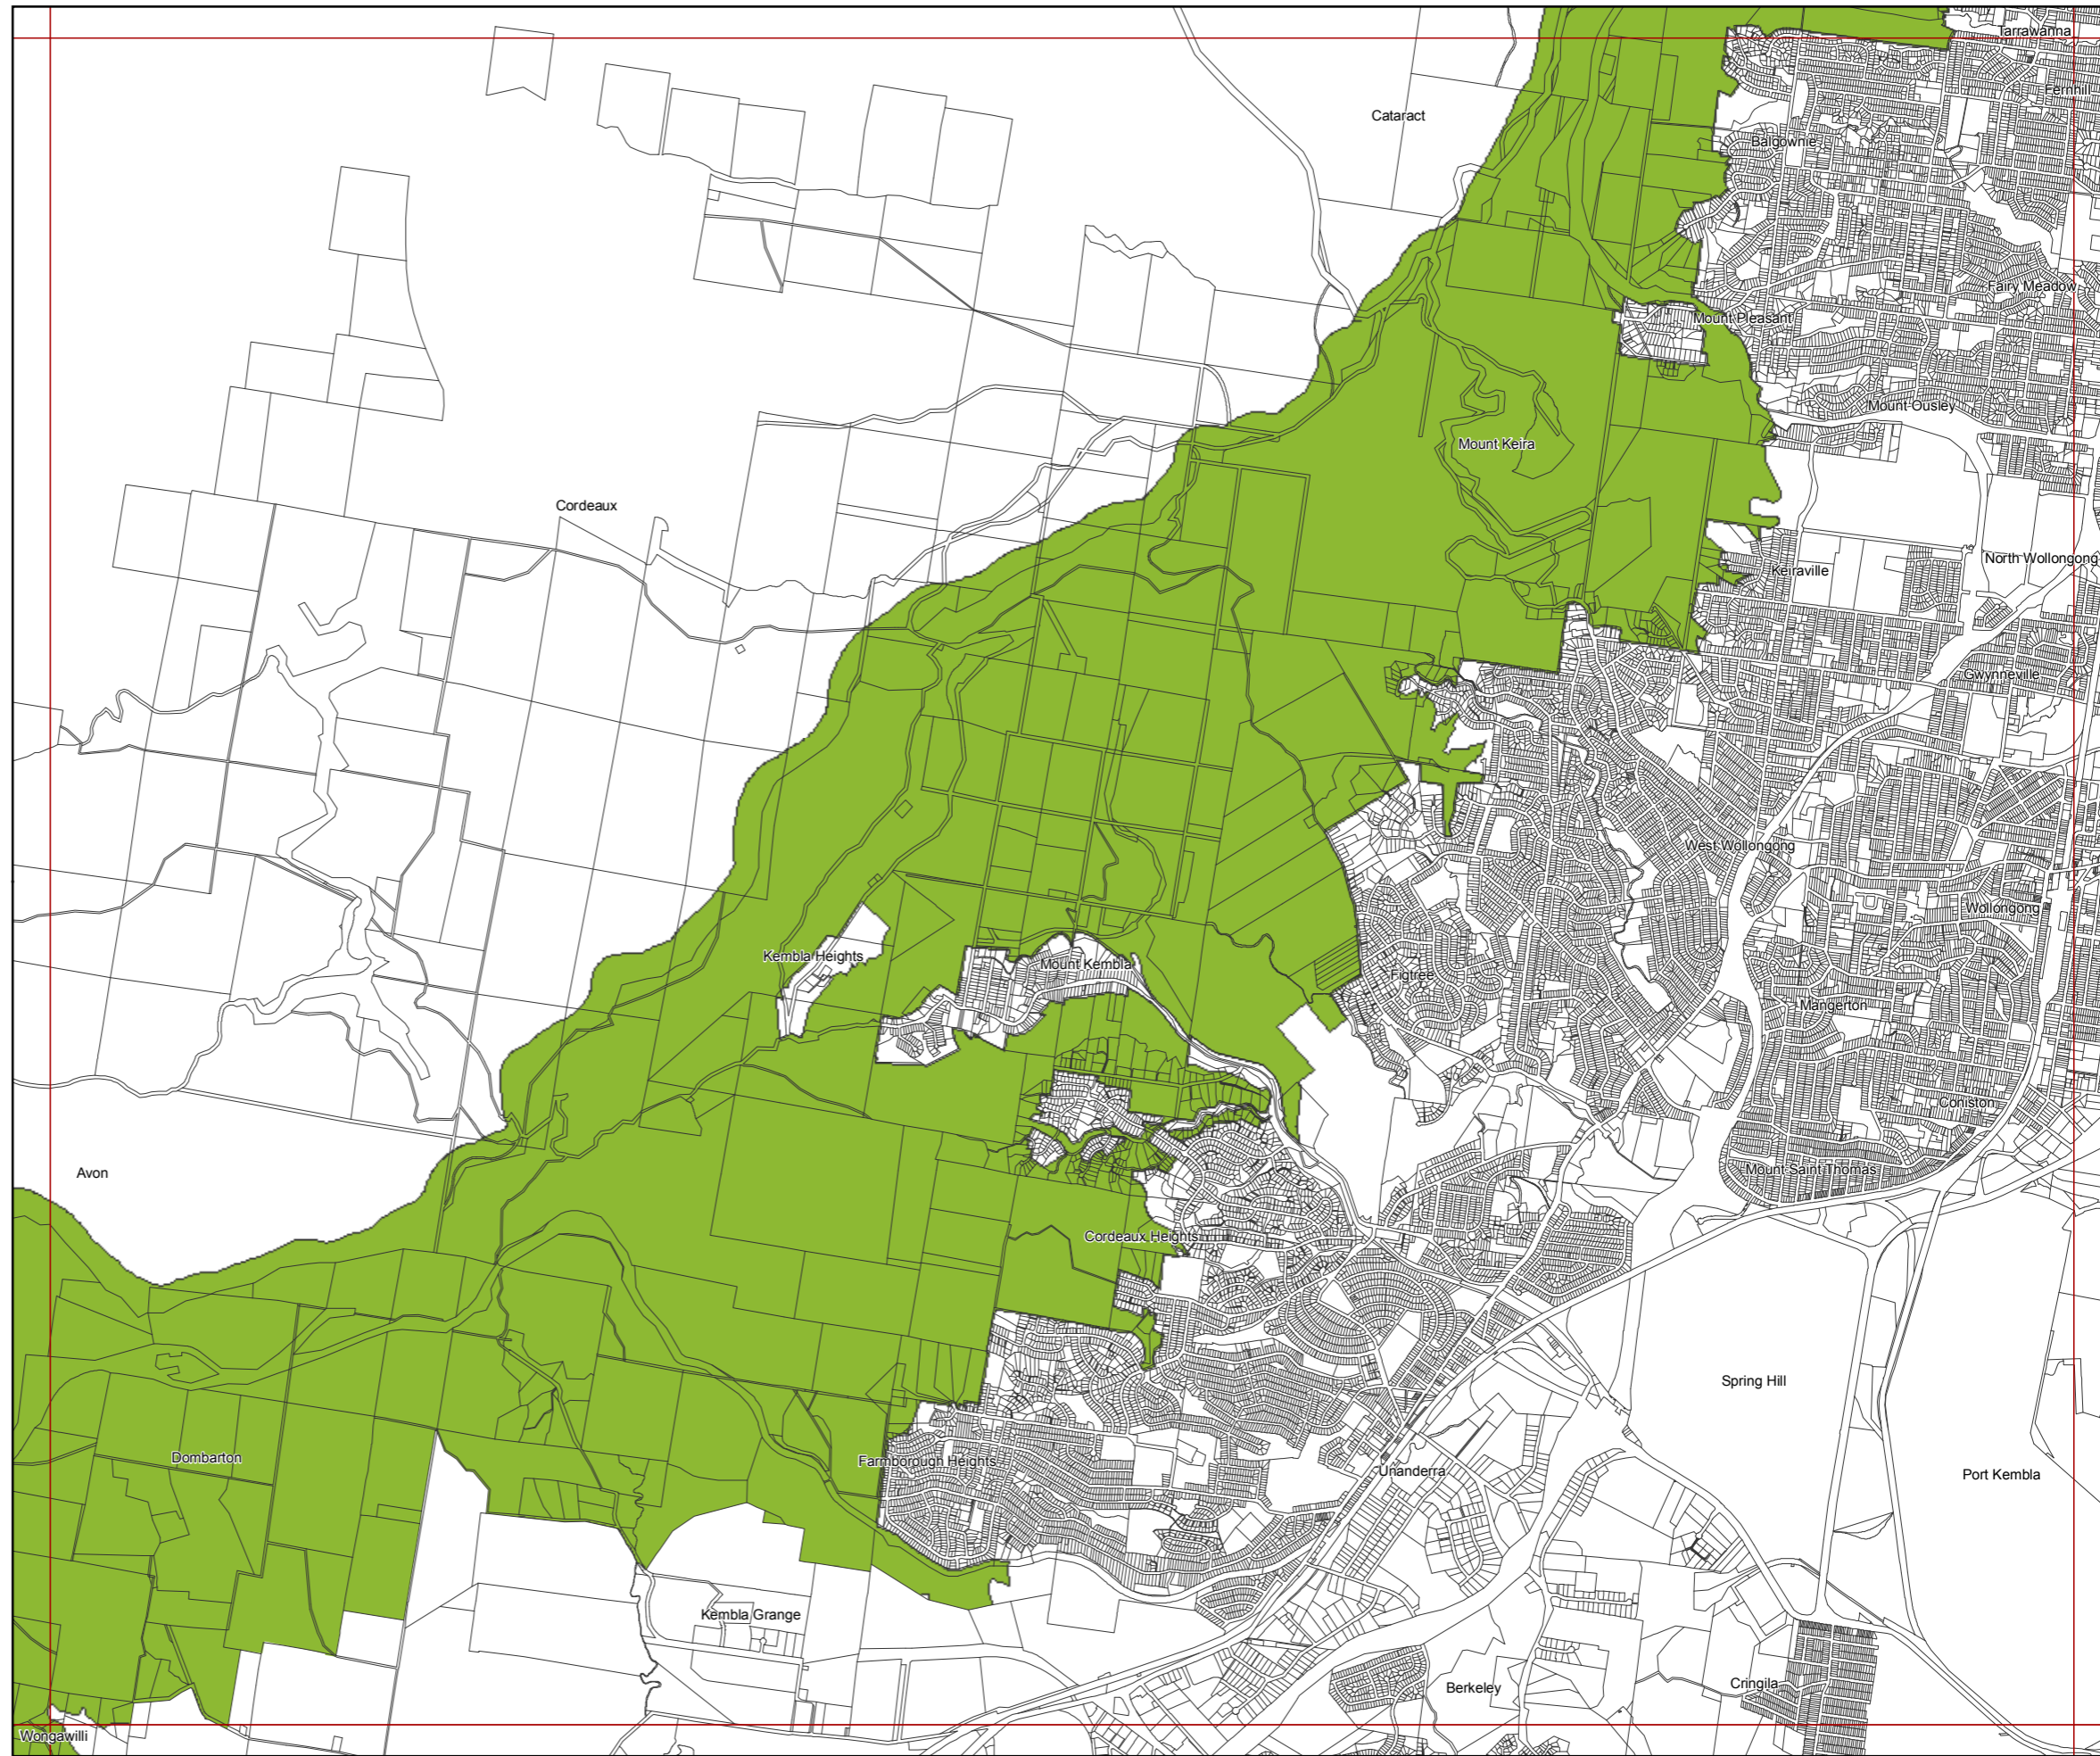 Tarrawanna
Fernhill
Cataract
Balgownie
Fairy Meadow
Mount Pleasant
Mount Ousley
Mount Keira
Cordeaux
North Wollongong
Keiraville
Gwynneville
West Wollongong
Wollongong
Kembla Heights
Mount Kembla
Figtree
Mangerton
Coniston
Avon
Mount Saint Thomas
Cordeaux Heights
Spring Hill
Dombarton
Farmborough Heights
Unanderra
Port Kembla
Kembla Grange
Cringila
Berkeley
Wongawilli